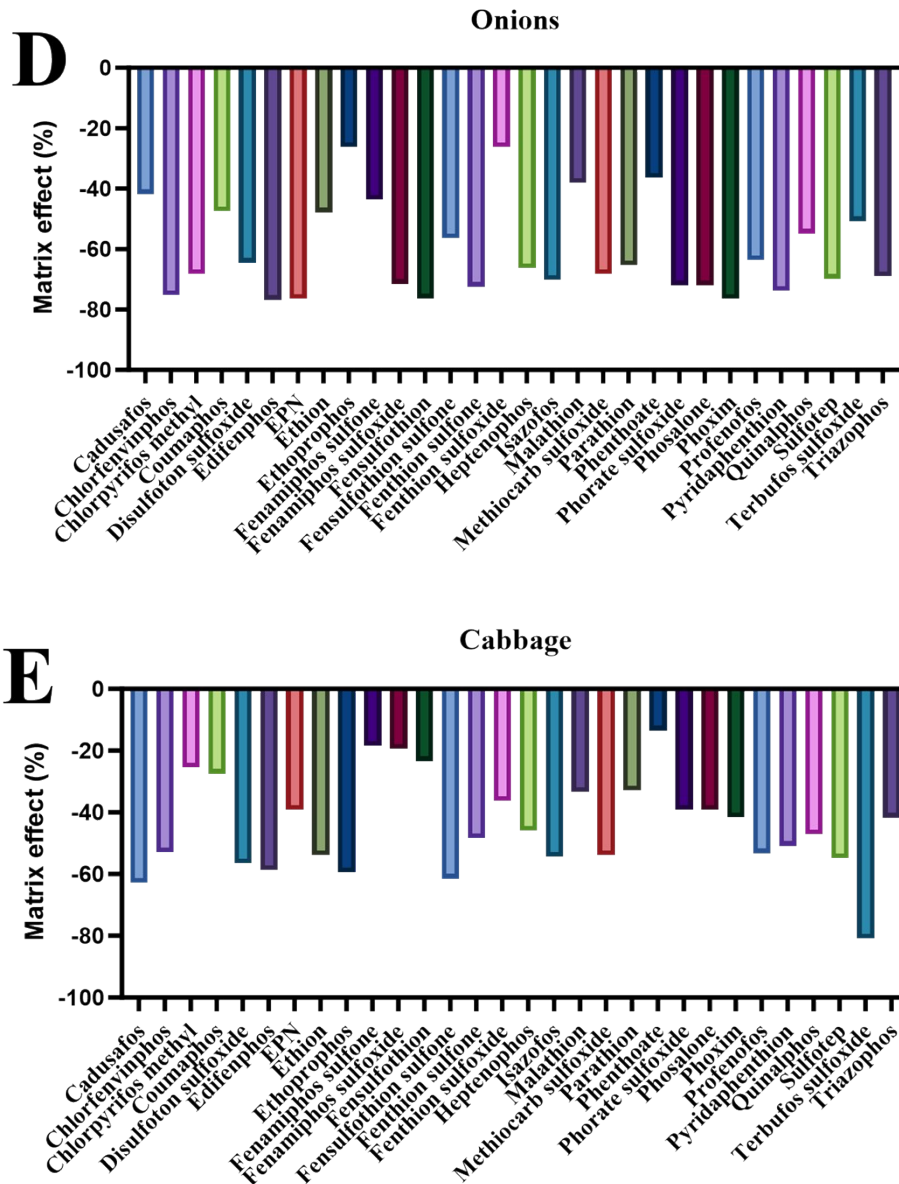 Onions
D
0
-20
-40
-60
-80
-100
Matrix effect (%)
Cadusafos
Chlorfenvinphos
Chlorpyrifos methyl
Coumaphos
Disulfoton sulfoxide
Edifenphos
EPN
Ethion
Ethoprophos
Fenamiphos sulfone
Fenamiphos sulfoxide
Fensulfothion
Fensulfothion sulfone
Fenthion sulfone
Fenthion sulfoxide
Heptenophos
Isazofos
Malathion
Methiocarb sulfoxide
Parathion
Phenthoate
Phorate sulfoxide
Phosalone
Phoxim
Profenofos
Pyridaphenthion
Quinalphos
Sulfotep
Terbufos sulfoxide
Triazophos
Cabbage
E
0
-20
-40
-60
-80
-100
Matrix effect (%)
Cadusafos
Chlorfenvinphos
Chlorpyrifos methyl
Coumaphos
Disulfoton sulfoxide
Edifenphos
EPN
Ethion
Ethoprophos
Fenamiphos sulfone
Fenamiphos sulfoxide
Fensulfothion
Fensulfothion sulfone
Fenthion sulfone
Fenthion sulfoxide
Heptenophos
Isazofos
Malathion
Methiocarb sulfoxide
Parathion
Phenthoate
Phorate sulfoxide
Phosalone
Phoxim
Profenofos
Pyridaphenthion
Quinalphos
Sulfotep
Terbufos sulfoxide
Triazophos